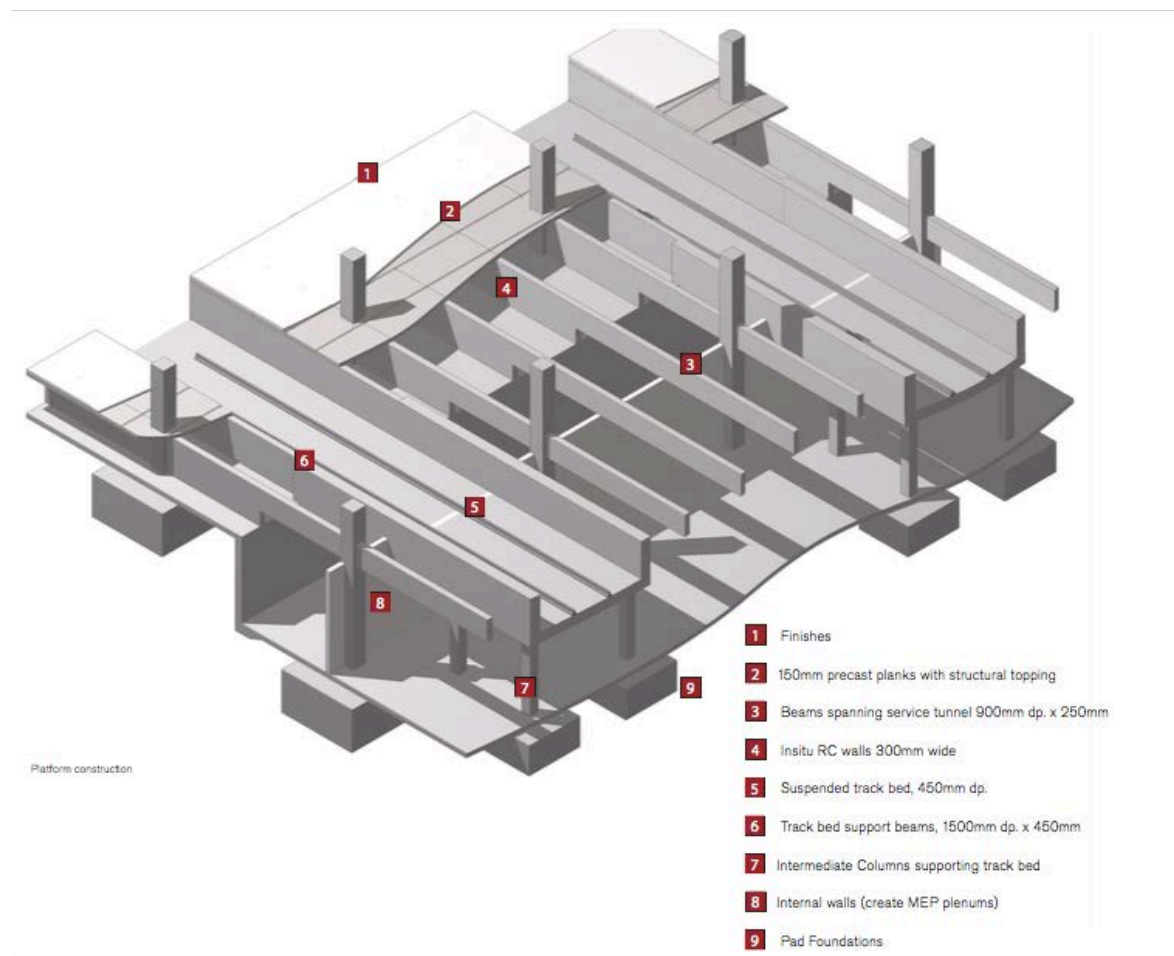 1
2
4
3
6
5
8
7
9
1 Finishes
2 150mm precast planks with structural topping
3 Beams spanning service tunnel 900mm dp. x 250mm
4 Insitu RC walls 300mm wide
5 Suspended track bed, 450mm dp.
6 Track bed support beams, 1500mm dp. x 450mm
7 Intermediate Columns supporting track bed
8 Internal walls (create MEP plenums)
9 Pad Foundations
Platform construction